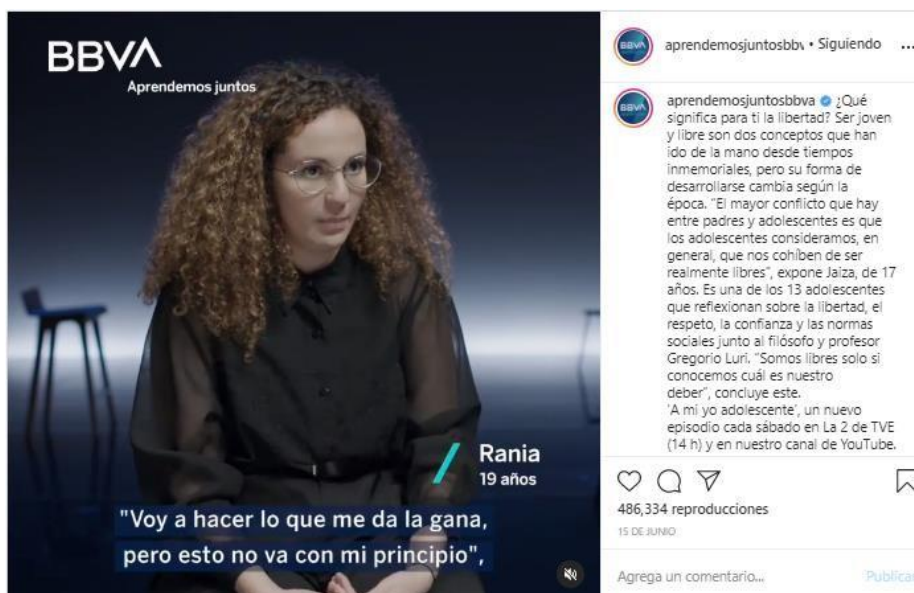 BBVA
Aprendemos juntos
Rania
19 años
"Voy a hacer lo que me da la gana,
pero esto no va con mi principio",
BBVA
aprendemosjuntosbbv • Siguiendo ...
BBVA
aprendemosjuntosbbva ¿Qué
significa para ti la libertad? Ser joven
y libre son dos conceptos que han
ido de la mano desde tiempos
inmemoriales, pero su forma de
desarrollarse cambia según la
época. "El mayor conflicto que hay
entre padres y adolescentes es que
los adolescentes consideramos, en
general, que nos cohíben de ser
realmente libres", expone Jaiza, de 17
años. Es una de los 13 adolescentes
que reflexionan sobre la libertad, el
respeto, la confianza y las normas
sociales junto al filósofo y profesor
Gregorio Luri. "Somos libres solo si
conocemos cuál es nuestro
deber", concluye este.
'A mi yo adolescente', un nuevo
episodio cada sábado en La 2 de TVE
(14 h) y en nuestro canal de YouTube.
486,334 reproducciones
15 DE JUNIO
Agrega un comentario... Publicar